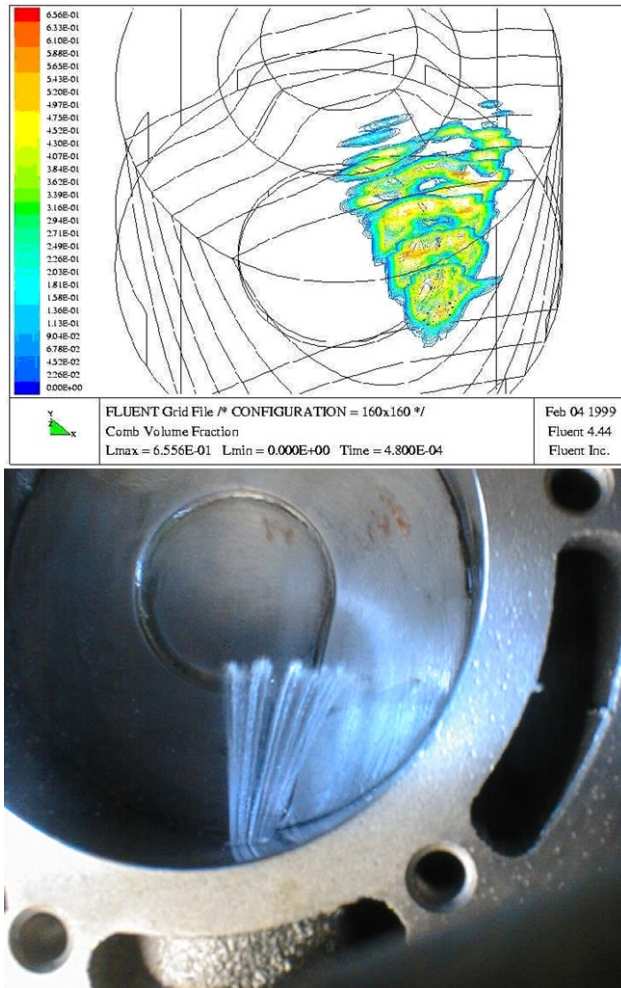 6.56E-01
6.33E-01
6.10E-01
5.88E-01
5.65E-01
5.43E-01
5.20E-01
4.97E-01
4.75E-01
4.52E-01
4.30E-01
4.07E-01
3.84E-01
3.62E-01
3.39E-01
3.16E-01
2.94E-01
2.71E-01
2.49E-01
2.26E-01
2.03E-01
1.81E-01
1.58E-01
1.36E-01
1.13E-01
9.04E-02
6.78E-02
4.52E-02
2.26E-02
0.00E+00
Y
Z
X
FLUENT Grid File /* CONFIGURATION = 160x160 */
Comb Volume Fraction
Lmax = 6.556E-01 Lmin = 0.000E+00 Time = 4.800E-04
Feb 04 1999
Fluent 4.44
Fluent Inc.